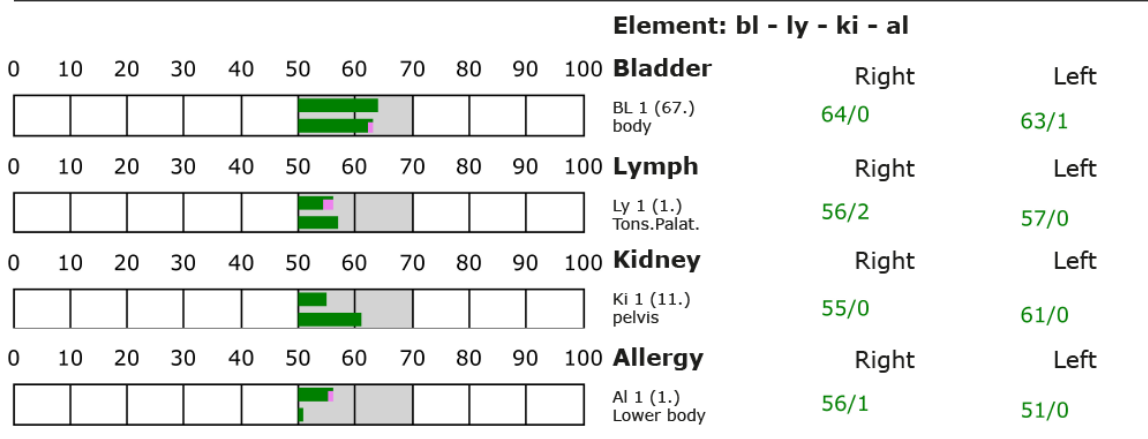 Element: bl - ly - ki - al
0 10 20 30 40 50 60 70 80 90 100 Bladder Right Left
BL 1 (67.) 64/0 63/1
body
0 10 20 30 40 50 60 70 80 90 100 Lymph Right Left
Ly 1 (1.) 56/2 57/0
Tons.Palat.
0 10 20 30 40 50 60 70 80 90 100 Kidney Right Left
Ki 1 (11.) 55/0 61/0
pelvis
0 10 20 30 40 50 60 70 80 90 100 Allergy Right Left
Al 1 (1.) 56/1 51/0
Lower body